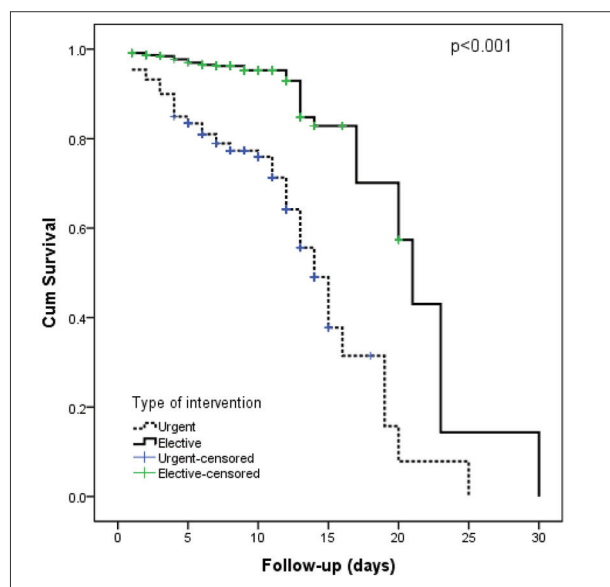 p<0.001
1.0
0.8
0.6
0.4
0.2
0.0
Cum Survival
Type of intervention
Urgent
Elective
Urgent-censored
Elective-censored
0
5
10
15
20
25
30
Follow-up (days)